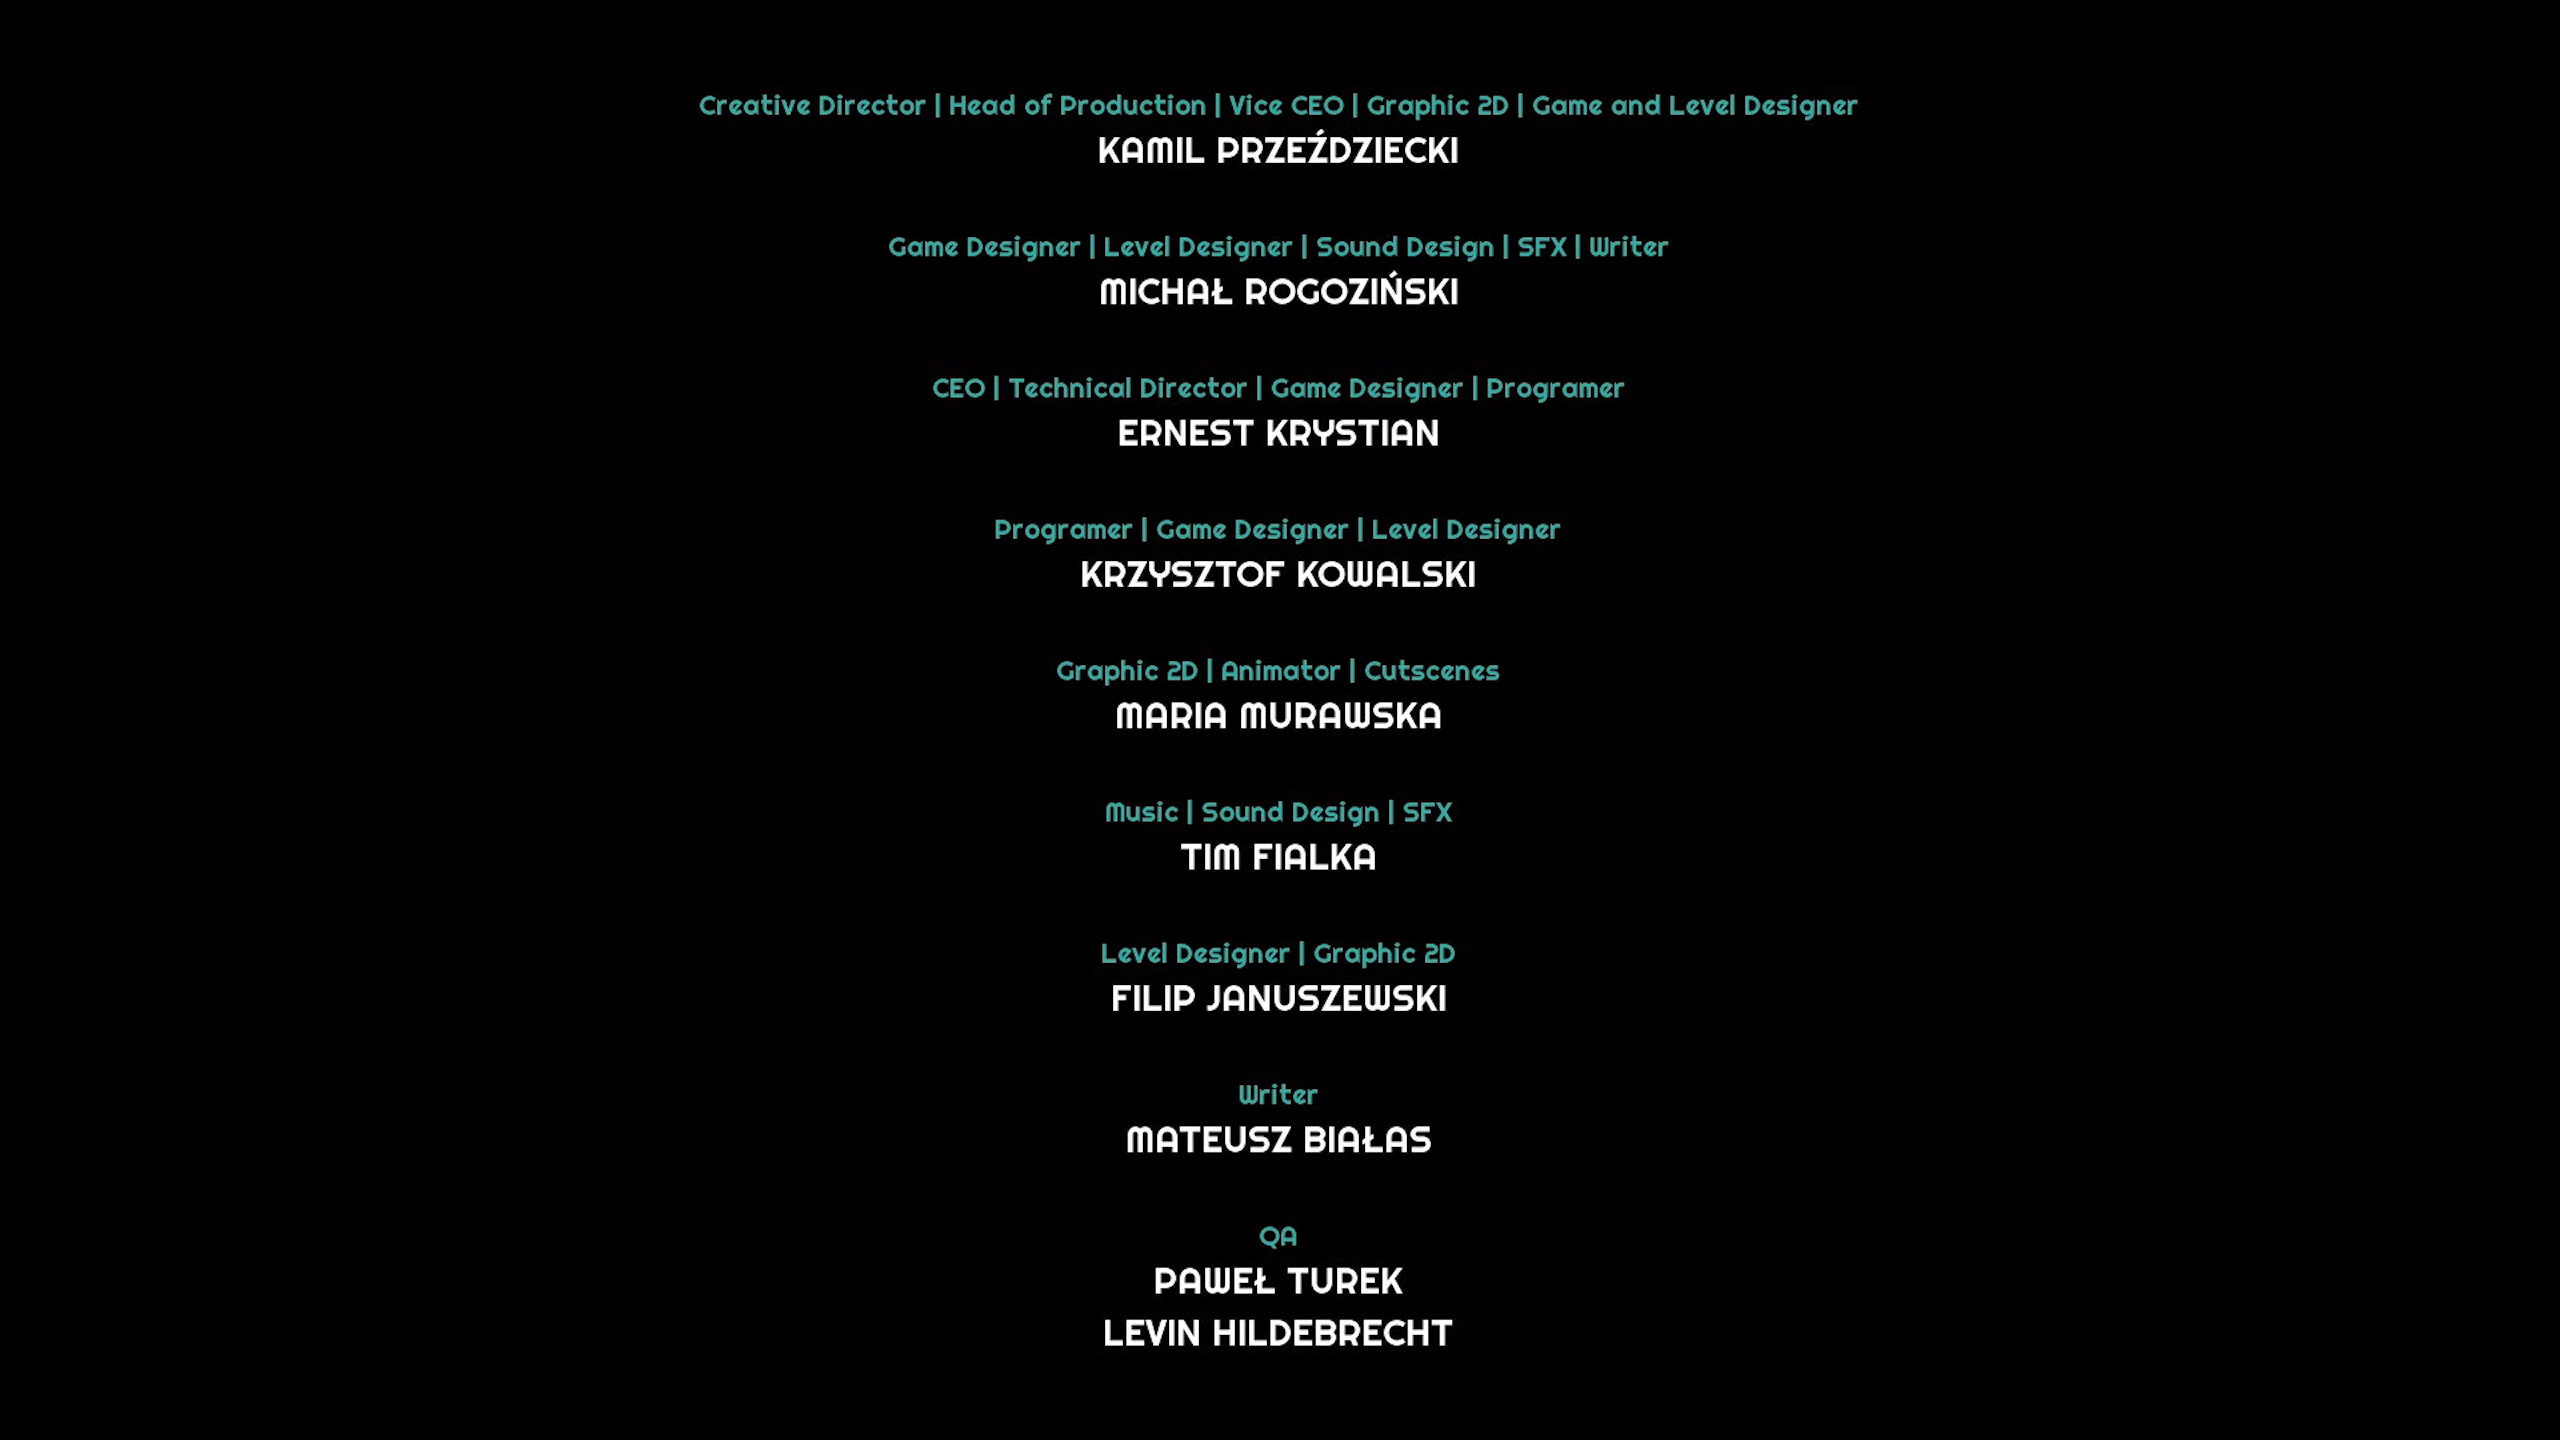 Creative Director | Head of Production | Vice CEO | Graphic 2D | Game and Level Designer
KAMIL PRZEŹDZIECKI
Game Designer | Level Designer | Sound Design | SFX | Writer
MICHAŁ ROGOZIŃSKI
CEO | Technical Director | Game Designer | Programer
ERNEST KRYSTIAN
Programer | Game Designer | Level Designer
KRZYSZTOF KOWALSKI
Graphic 2D | Animator | Cutscenes
MARIA MURAWSKA
Music | Sound Design | SFX
TIM FIALKA
Level Designer | Graphic 2D
FILIP JANUSZEWSKI
Writer
MATEUSZ BIAŁAS
QA
PAWEŁ TUREK
LEVIN HILDEBRECHT